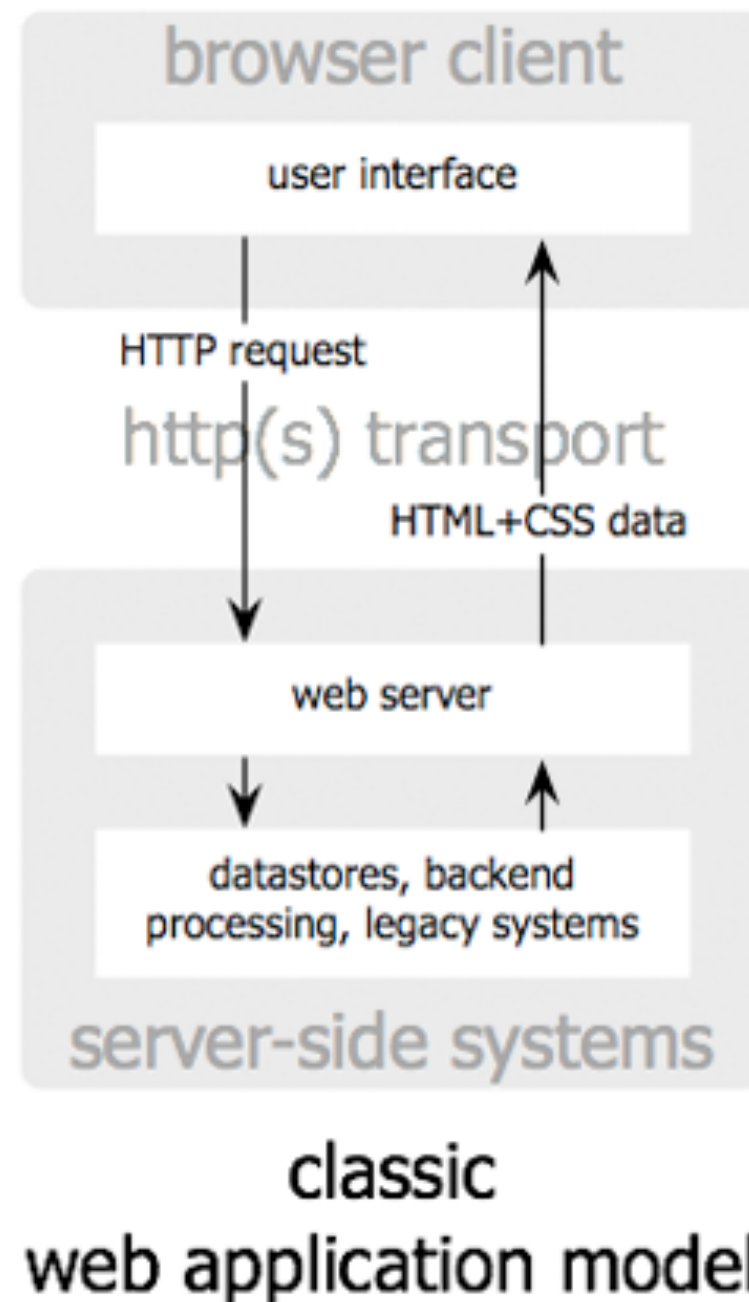 browser client
user interface
HTTP request
http(s) transport
HTML+CSS data
web server
datastores, backend
processing, legacy systems
server-side systems
classic
web application model